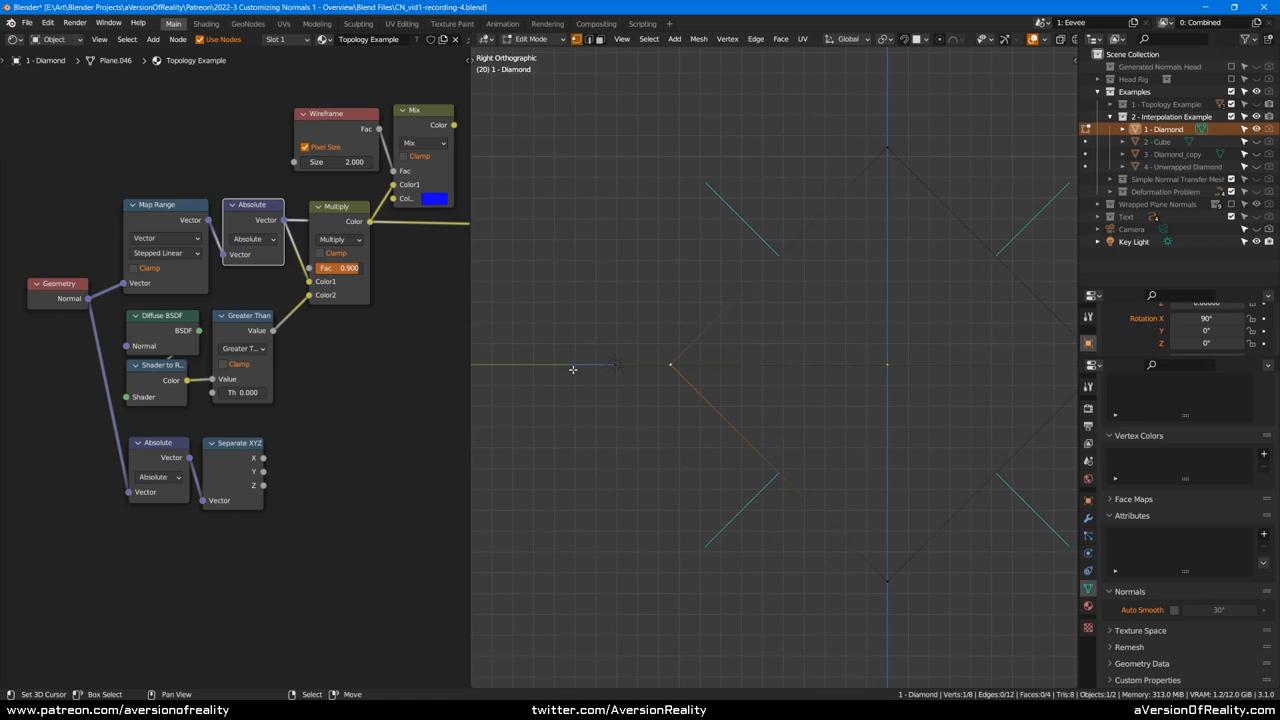 Blender* [E:\Art\Blender Projects\aVersionOfReality\Patreon\2022-3 Customizing Normals 1 - Overview\Blend Files\CN_vid1-recording-4.blend]
File Edit Render Window Help Main Shading GeoNodes UVs Modeling Sculpting UV Editing Texture Paint Animation Rendering Compositing Scripting 1: Eevee 0: Combined
Object View Select Add Node Use Nodes Slot 1 Topology Example 7 Edit Mode View Select Add Mesh Vertex Edge Face UV Global
1 - Diamond > Plane.046 > Topology Example
Right Orthographic
(20) 1 - Diamond
Wireframe
Fac
Pixel Size
Size 2.000
Mix
Color
Mix
Clamp
Fac
Color1
Col...
Map Range
Vector
Vector
Stepped Linear
Clamp
Vector
Absolute
Vector
Absolute
Vector
Multiply
Color
Multiply
Clamp
Fac 0.900
Color1
Color2
Geometry
Normal
Diffuse BSDF
BSDF
Normal
Shader to R...
Color
Shader
Greater Than
Value
Greater T...
Clamp
Value
Th 0.000
Absolute
Vector
Absolute
Vector
Separate XYZ
X
Y
Z
Vector
Scene Collection
Generated Normals Head
Head Rig
Examples
1 - Topology Example
2 - Interpolation Example
1 - Diamond
2 - Cube
3 - Diamond_copy
4 - Unwrapped Diamond
Simple Normal Transfer Mesh
Deformation Problem
Wrapped Plane Normals
Text
Camera
Key Light
Rotation X 90°
Y 0°
Z 0°
Vertex Colors
Face Maps
Attributes
Normals
Auto Smooth 30°
Texture Space
Remesh
Geometry Data
Custom Properties
Set 3D Cursor Box Select Pan View Select Move 1 - Diamond | Verts:1/8 | Edges:0/12 | Faces:0/4 | Tris:8 | Objects:1/2 | Memory: 313.0 MiB | VRAM: 1.2/12.0 GiB | 3.1.0
www.patreon.com/aversionofreality twitter.com/AversionReality aVersionOfReality.com